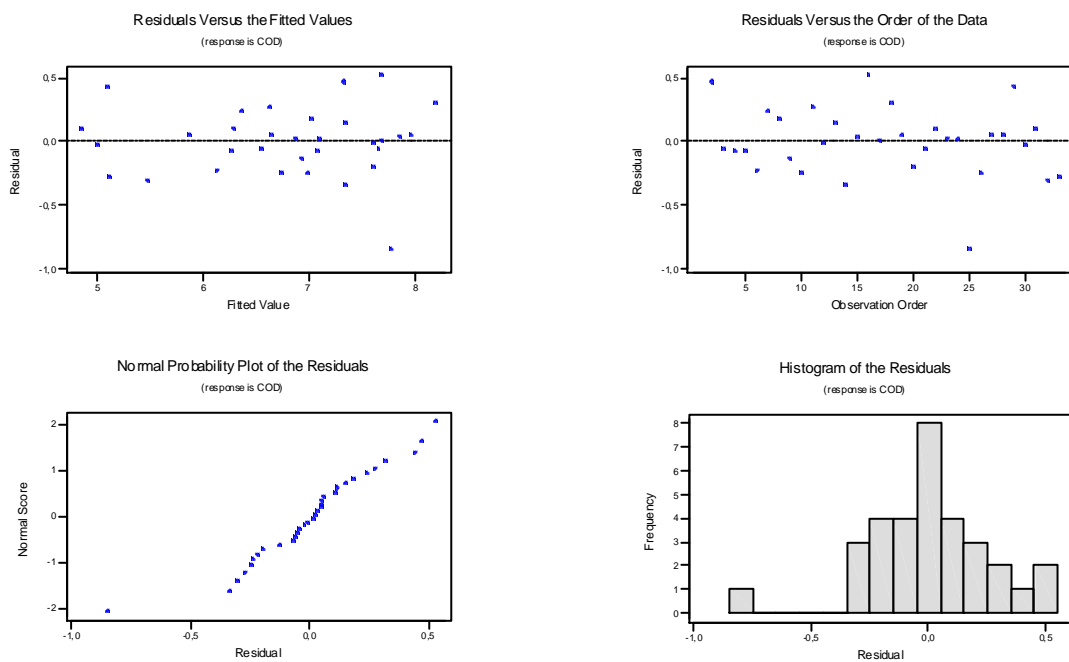 Residuals Versus the Fitted Values
(response is COD)
0,5
0,0
-0,5
-1,0
Residual
5 6 7 8
Fitted Value
Residuals Versus the Order of the Data
(response is COD)
0,5
0,0
-0,5
-1,0
Residual
5 10 15 20 25 30
Observation Order
Normal Probability Plot of the Residuals
(response is COD)
2
1
0
-1
-2
Normal Score
-1,0 -0,5 0,0 0,5
Residual
Histogram of the Residuals
(response is COD)
8
7
6
5
4
3
2
1
0
Frequency
-1,0 -0,5 0,0 0,5
Residual